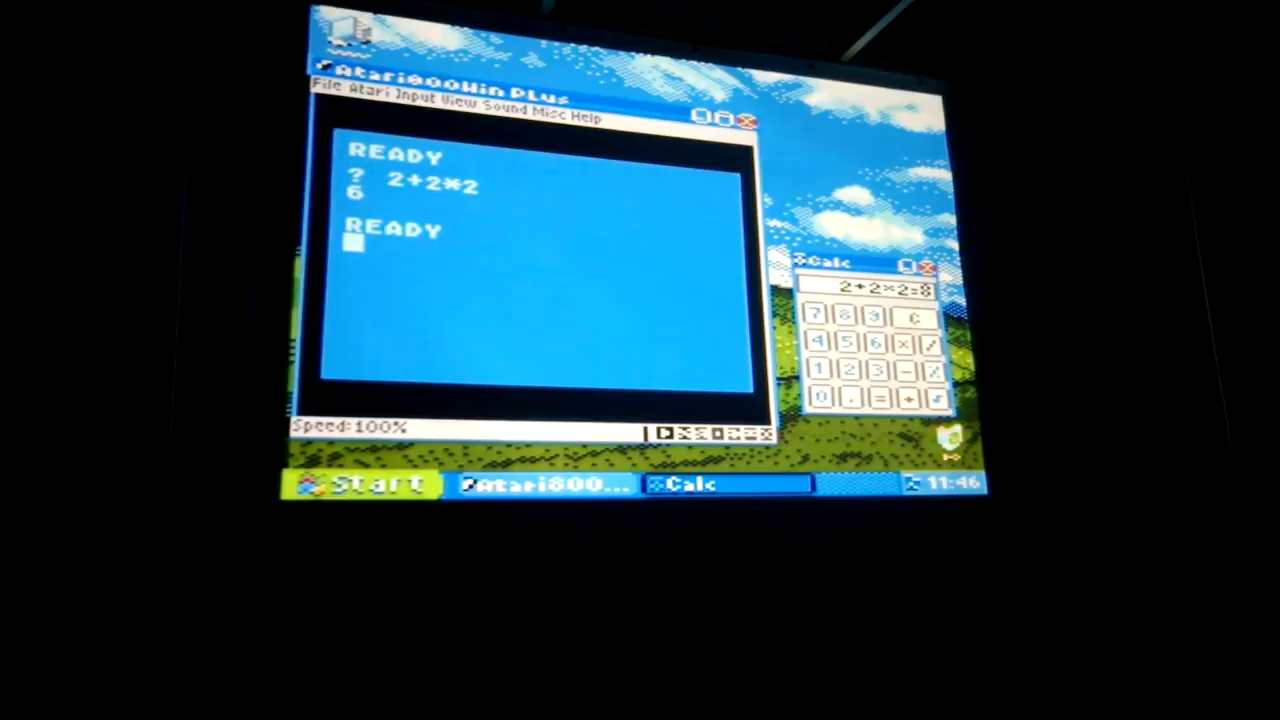 Atari800Win PLus
File Atari Input View Sound Misc Help
READY
? 2+2*2
6
READY
Calc
2+2×2=8
7 8 9 C
4 5 6 × /
1 2 3 - %
0 . = +
Speed:100%
Start
Atari800...
Calc
11:46